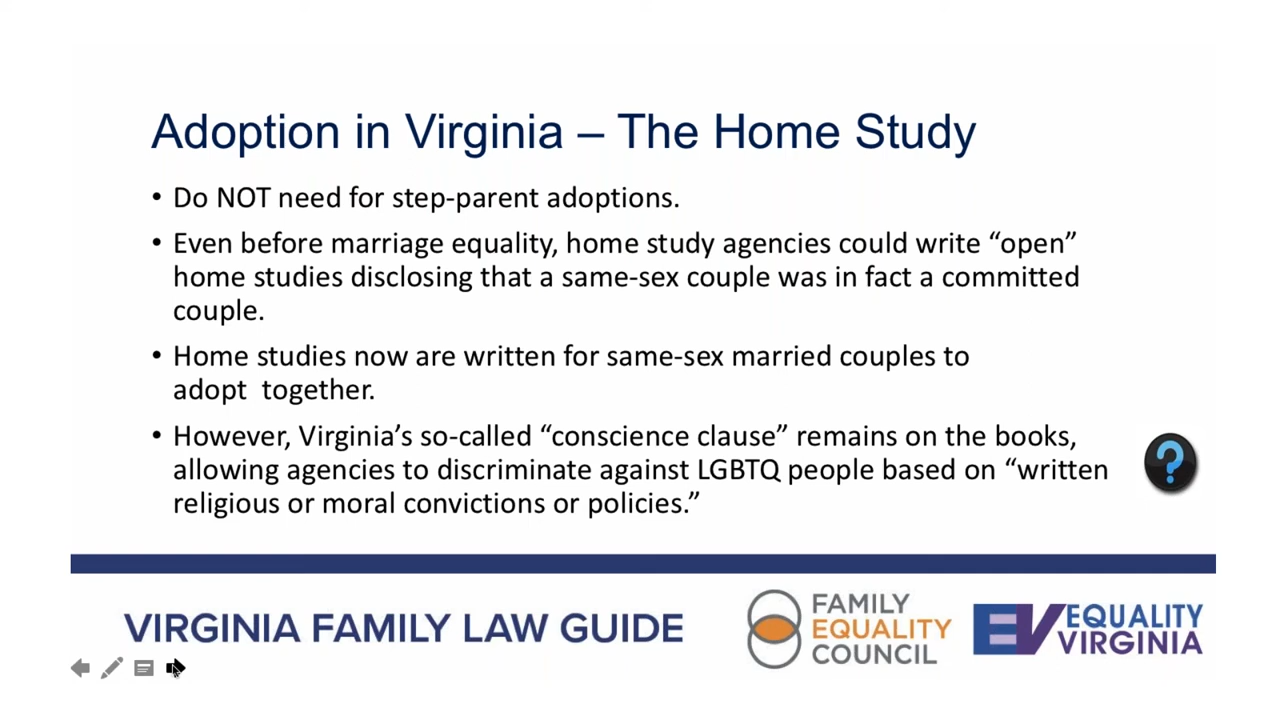 Adoption in Virginia – The Home Study
• Do NOT need for step-parent adoptions.
• Even before marriage equality, home study agencies could write “open”
home studies disclosing that a same-sex couple was in fact a committed
couple.
• Home studies now are written for same-sex married couples to
adopt  together.
• However, Virginia’s so-called “conscience clause” remains on the books,
allowing agencies to discriminate against LGBTQ people based on “written
religious or moral convictions or policies.”
?
VIRGINIA FAMILY LAW GUIDE
FAMILY
EQUALITY
COUNCIL
EV EQUALITY
VIRGINIA